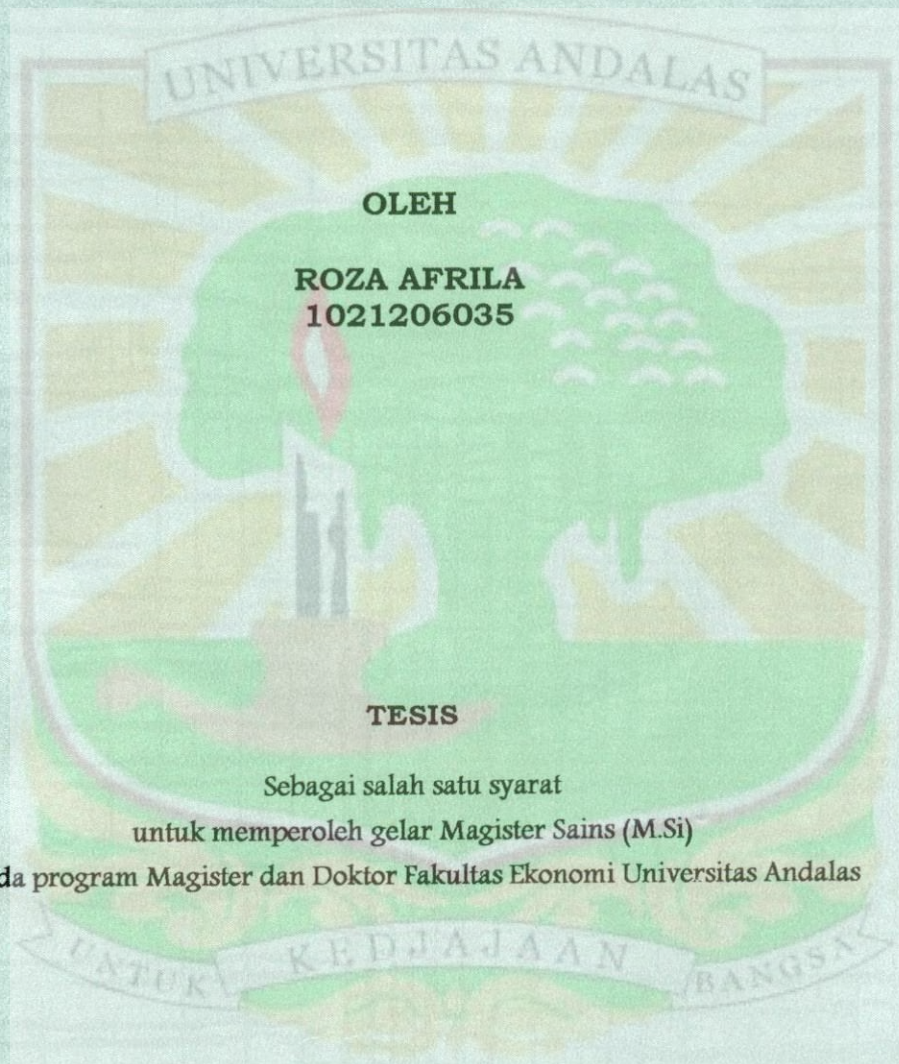 UNIVERSITAS ANDALAS
OLEH
ROZA AFRILA
1021206035
TESIS
Sebagai salah satu syarat
untuk memperoleh gelar Magister Sains (M.Si)
da program Magister dan Doktor Fakultas Ekonomi Universitas Andalas
UNTUK KEDJAJAAN BANGSA